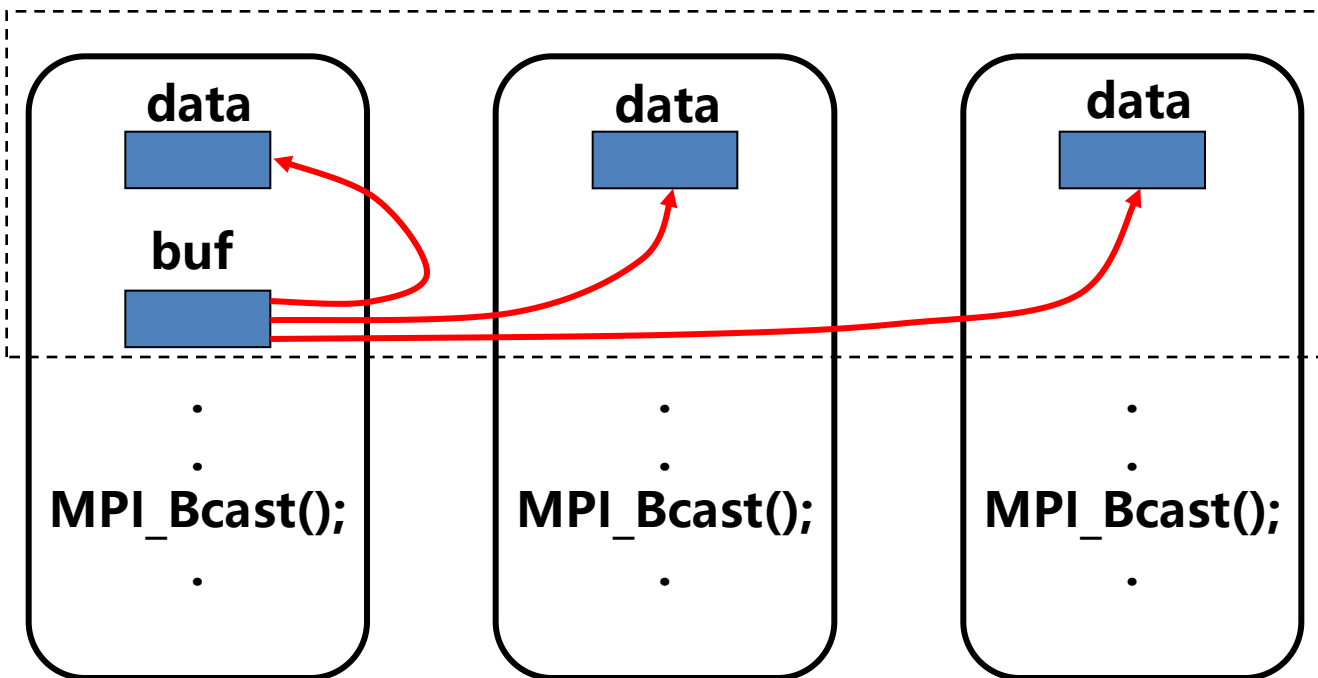 data
data
data
buf
.
.
.
.
.
.
MPI_Bcast();
MPI_Bcast();
MPI_Bcast();
.
.
.